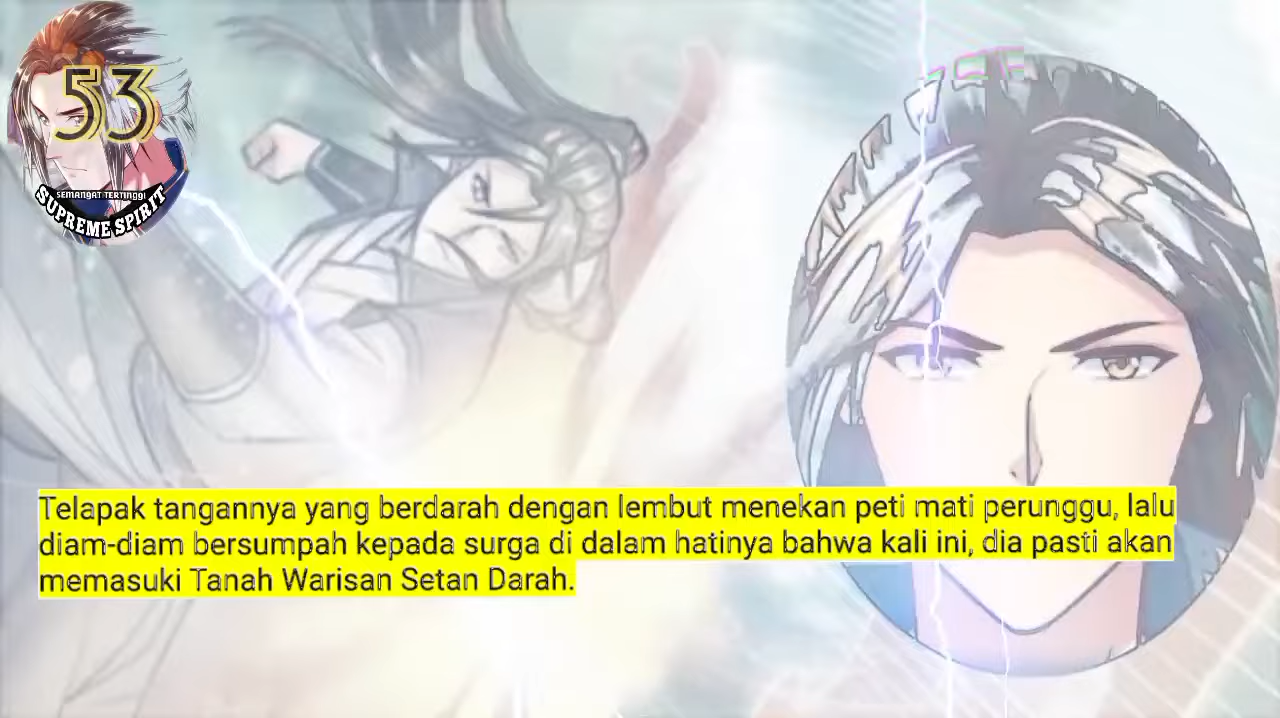 53
SEMANGAT TERTINGGI
SUPREME SPIRIT
Telapak tangannya yang berdarah dengan lembut menekan peti mati perunggu, lalu
diam-diam bersumpah kepada surga di dalam hatinya bahwa kali ini, dia pasti akan
memasuki Tanah Warisan Setan Darah.